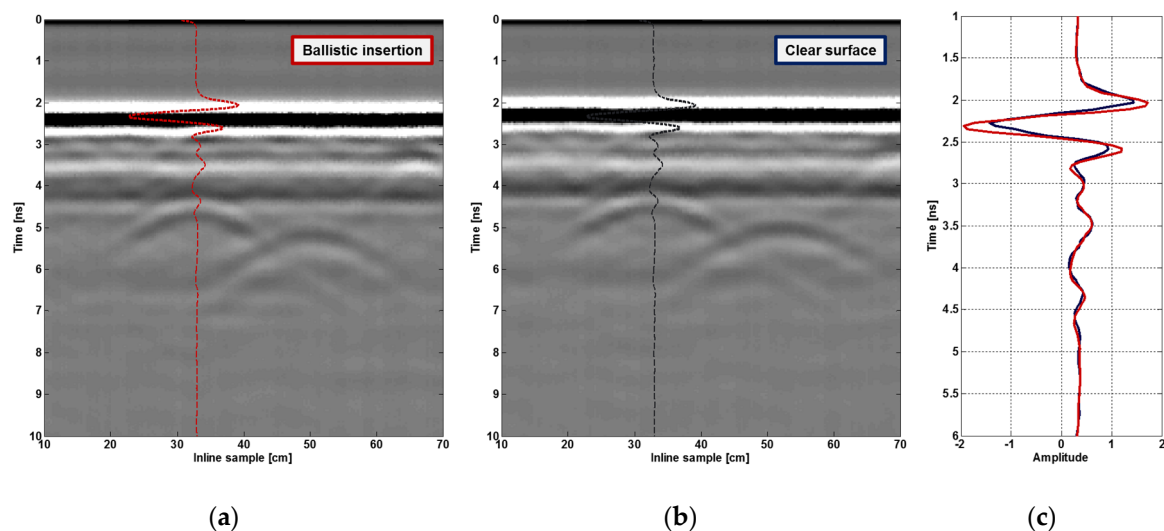 Ballistic insertion
0
1
2
3
4
5
6
7
8
9
10
Time [ns]
10 20 30 40 50 60 70
Inline sample [cm]
(a)
Clear surface
0
1
2
3
4
5
6
7
8
9
10
Time [ns]
10 20 30 40 50 60 70
Inline sample [cm]
(b)
1
1.5
2
2.5
3
3.5
4
4.5
5
5.5
6
Time [ns]
-2 -1 0 1 2
Amplitude
(c)